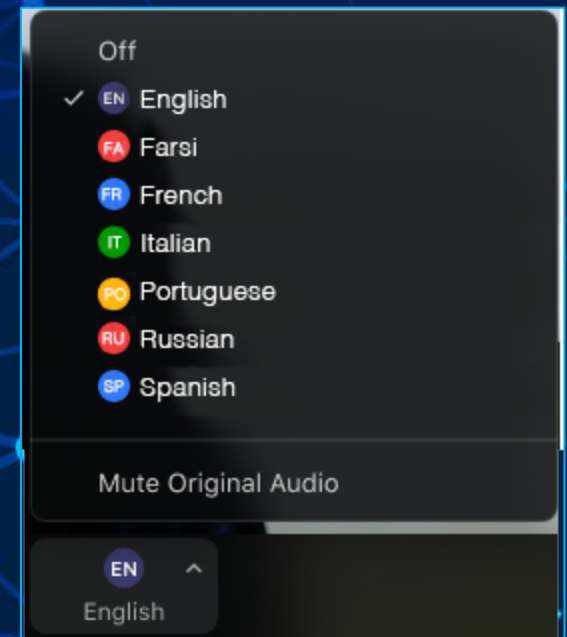 Off
EN English
FA Farsi
FR French
IT Italian
PO Portuguese
RU Russian
SP Spanish
Mute Original Audio
EN
English